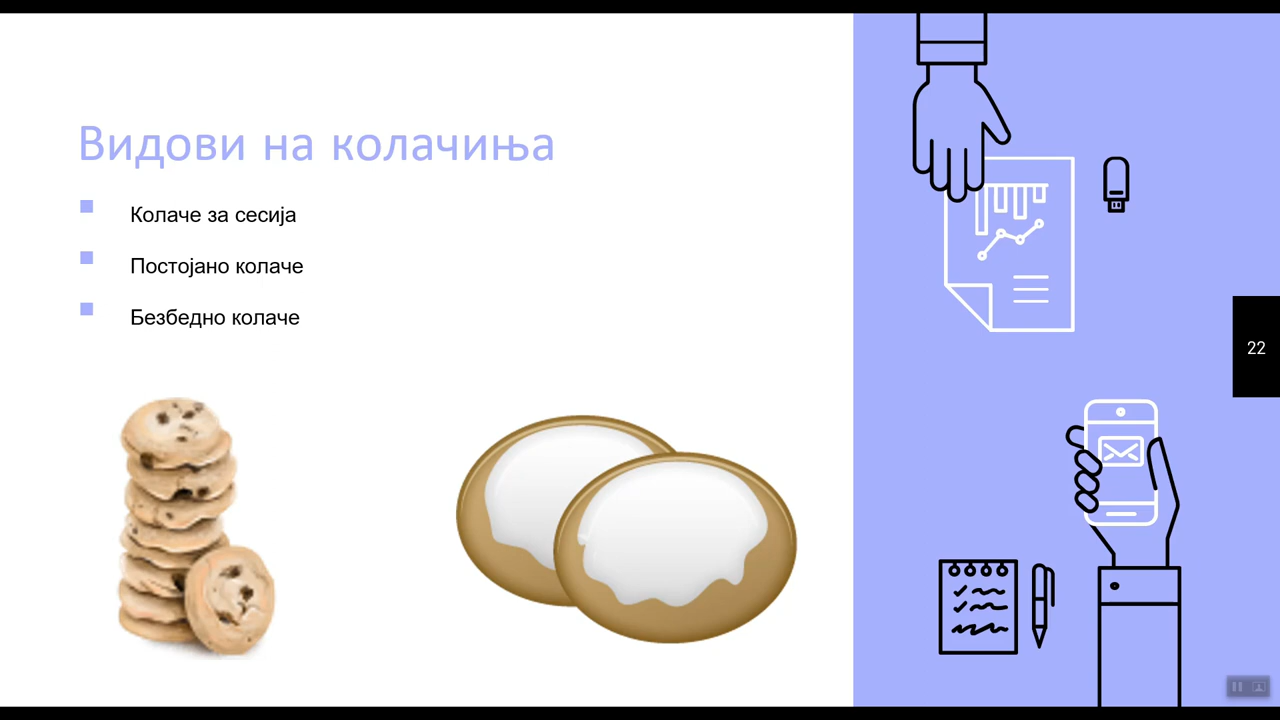 Видови на колачиња
Колаче за сесија
Постојано колаче
Безбедно колаче
22